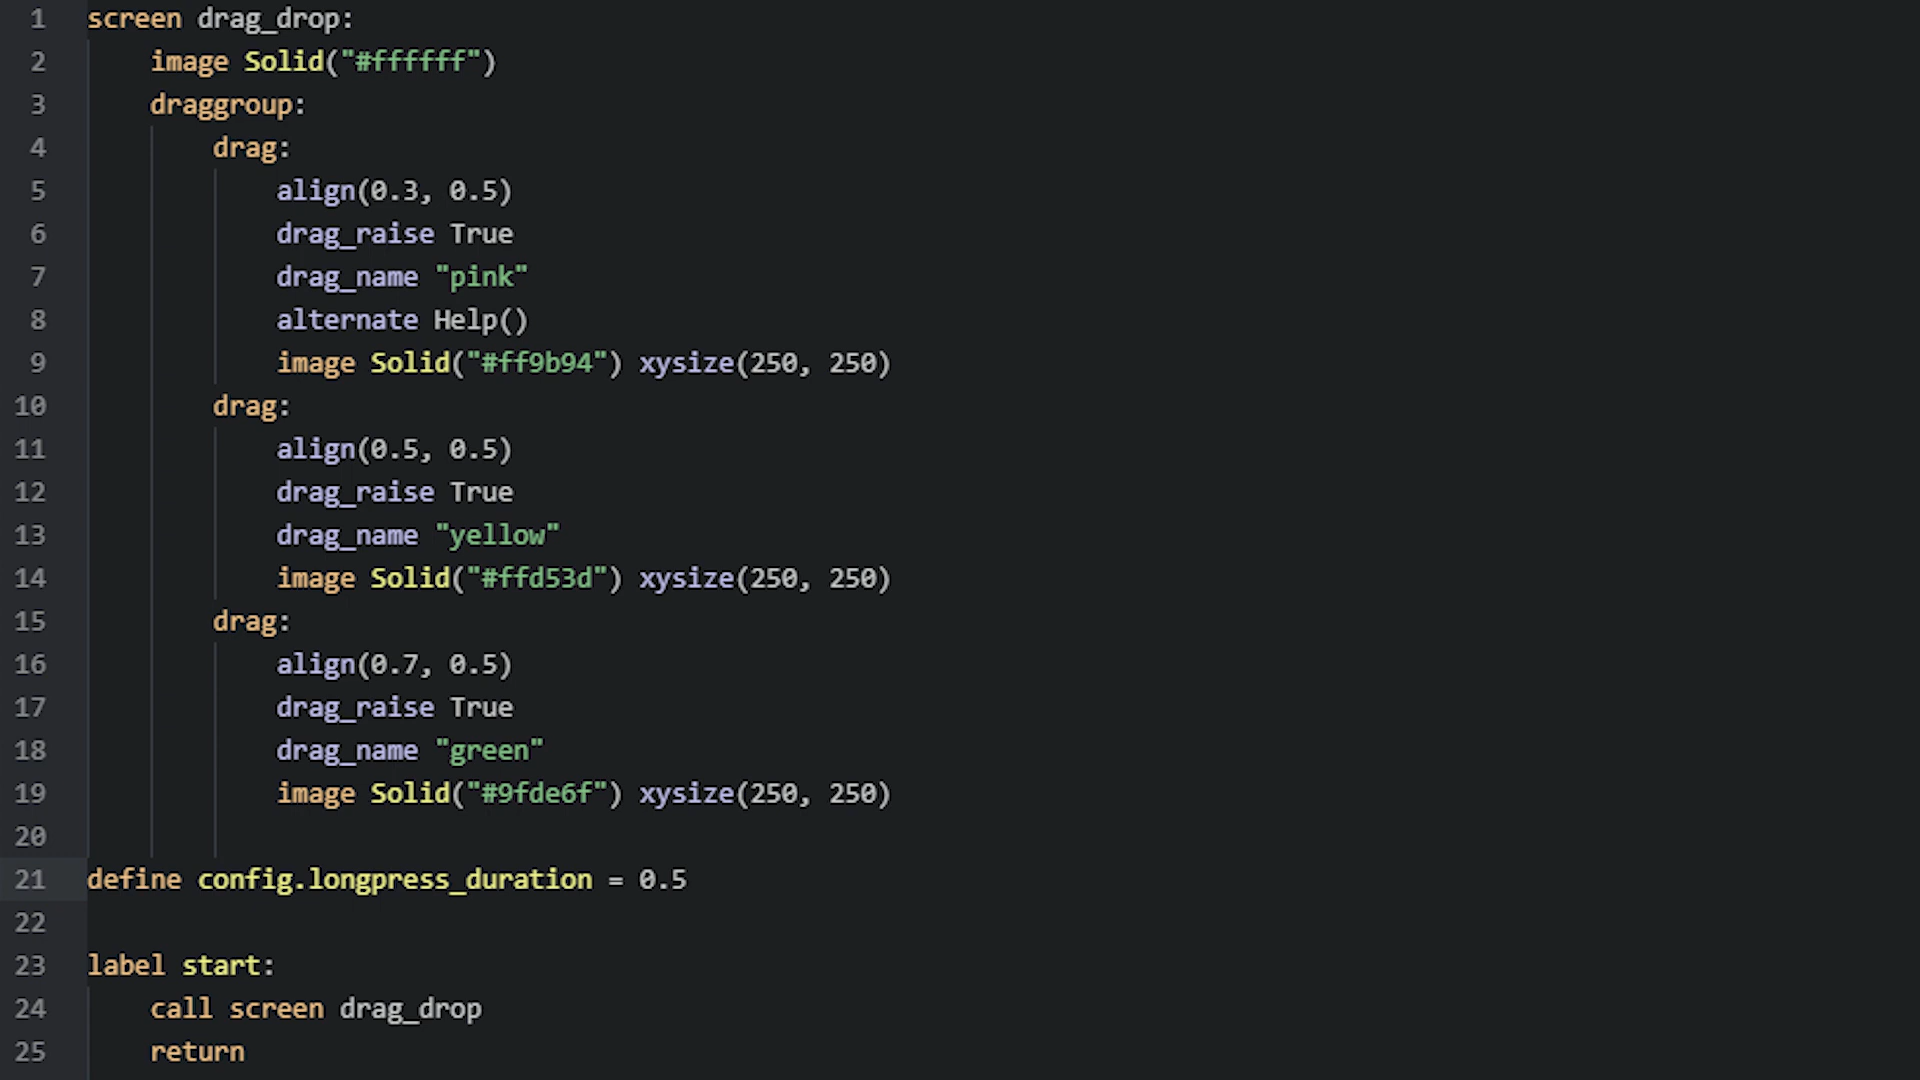 1 screen drag_drop:
2     image Solid("#ffffff")
3     draggroup:
4         drag:
5             align(0.3, 0.5)
6             drag_raise True
7             drag_name "pink"
8             alternate Help()
9             image Solid("#ff9b94") xysize(250, 250)
10         drag:
11             align(0.5, 0.5)
12             drag_raise True
13             drag_name "yellow"
14             image Solid("#ffd53d") xysize(250, 250)
15         drag:
16             align(0.7, 0.5)
17             drag_raise True
18             drag_name "green"
19             image Solid("#9fde6f") xysize(250, 250)
20
21 define config.longpress_duration = 0.5
22
23 label start:
24     call screen drag_drop
25     return